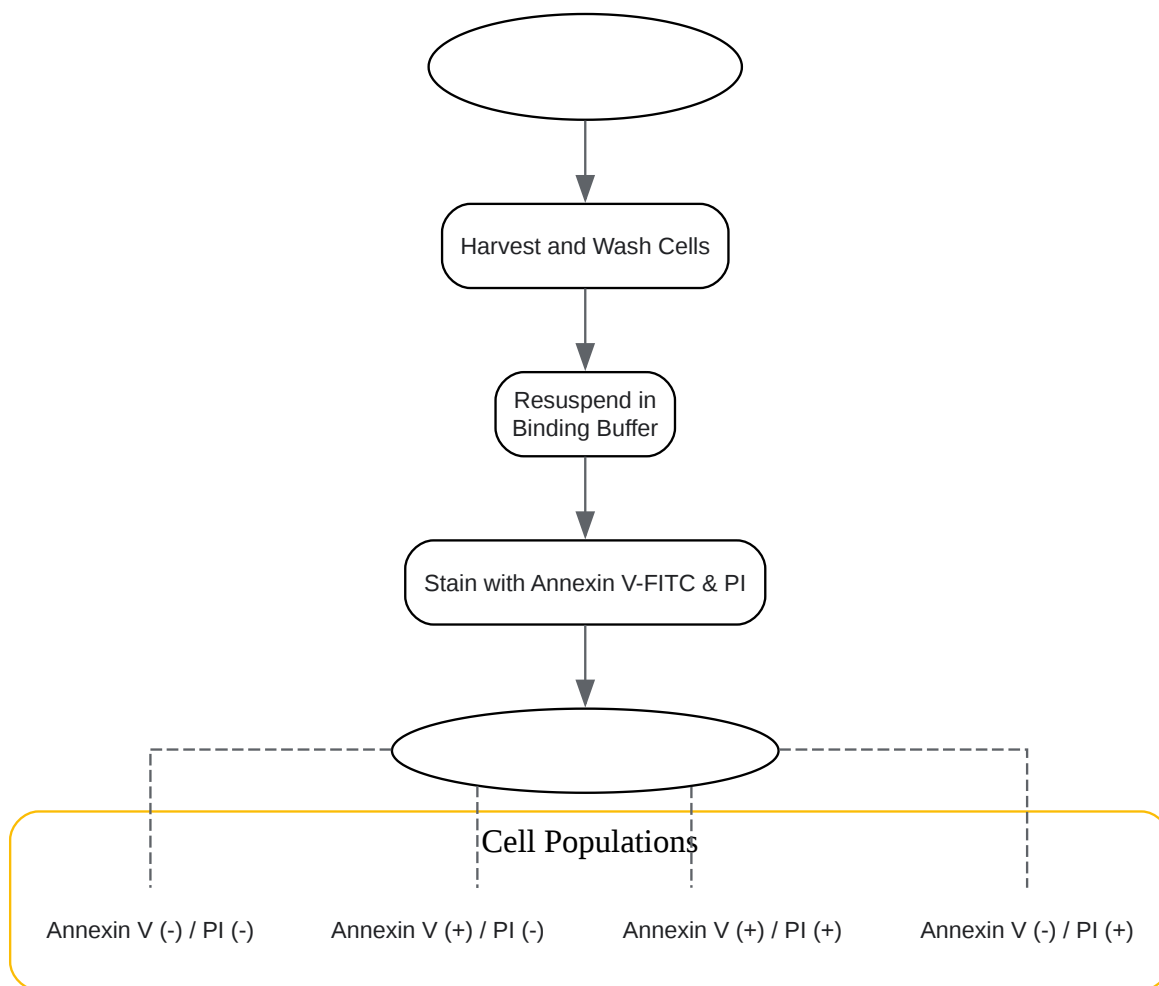 Harvest and Wash Cells
Resuspend in
Binding Buffer
Stain with Annexin V-FITC & PI
Cell Populations
Annexin V (-) / PI (-)
Annexin V (+) / PI (-)
Annexin V (+) / PI (+)
Annexin V (-) / PI (+)